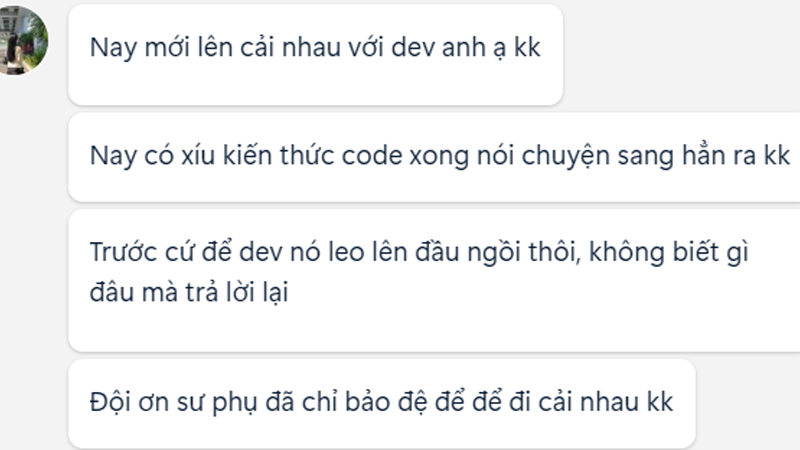 Nay mới lên cải nhau với dev anh ạ kk
Nay có xíu kiến thức code xong nói chuyện sang hẳn ra kk
Trước cứ để dev nó leo lên đầu ngồi thôi, không biết gì
đâu mà trả lời lại
Đội ơn sư phụ đã chỉ bảo đệ để để đi cải nhau kk